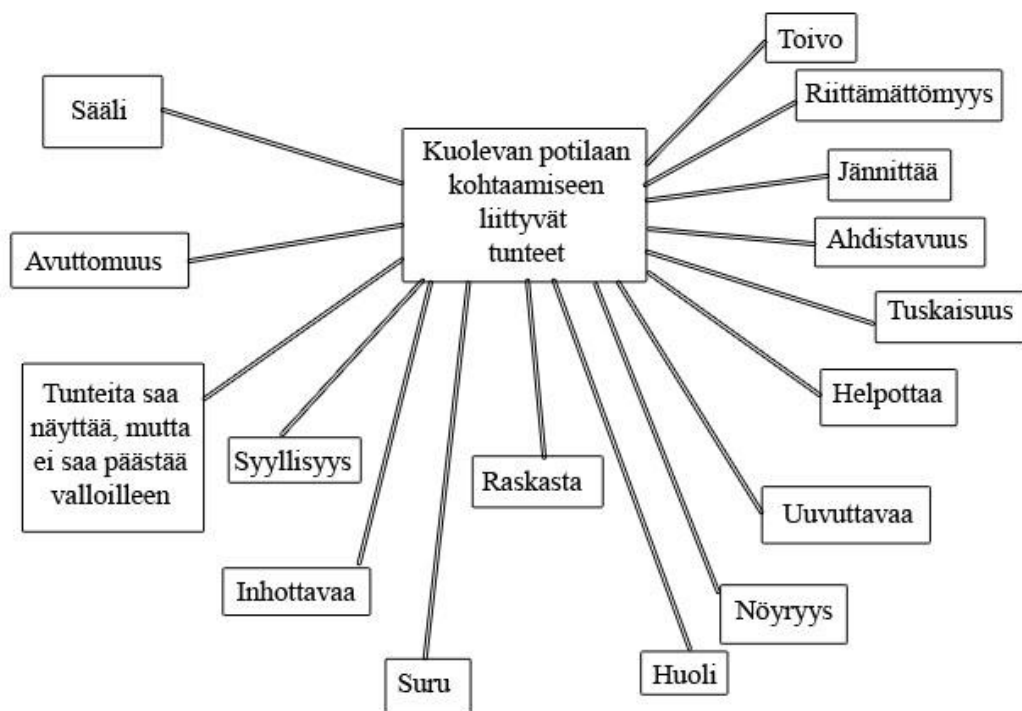 Toivo
Sääli
Riittämättömyys
Kuolevan potilaan
kohtaamiseen
liittyvät
tunteet
Jännittää
Ahdistavuus
Avuttomuus
Tuskaisuus
Tunteita saa
näyttää, mutta
ei saa päästää
valloilleen
Helpottaa
Syyllisyys
Raskasta
Uuvuttavaa
Inhottavaa
Nöyryys
Suru
Huoli